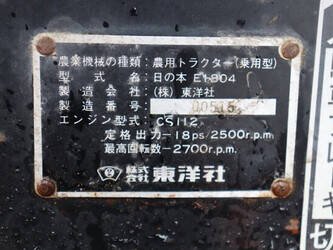 農業機械の種類：農用トラクター(乗用型)
型式名：日の本 E1804
製造会社：(株) 東洋社
製造番号：00515
エンジン型式：CS112
定格出力-18ps/2500r.p.m
最高回転数-2700r.p.m.
株式会社 東洋社